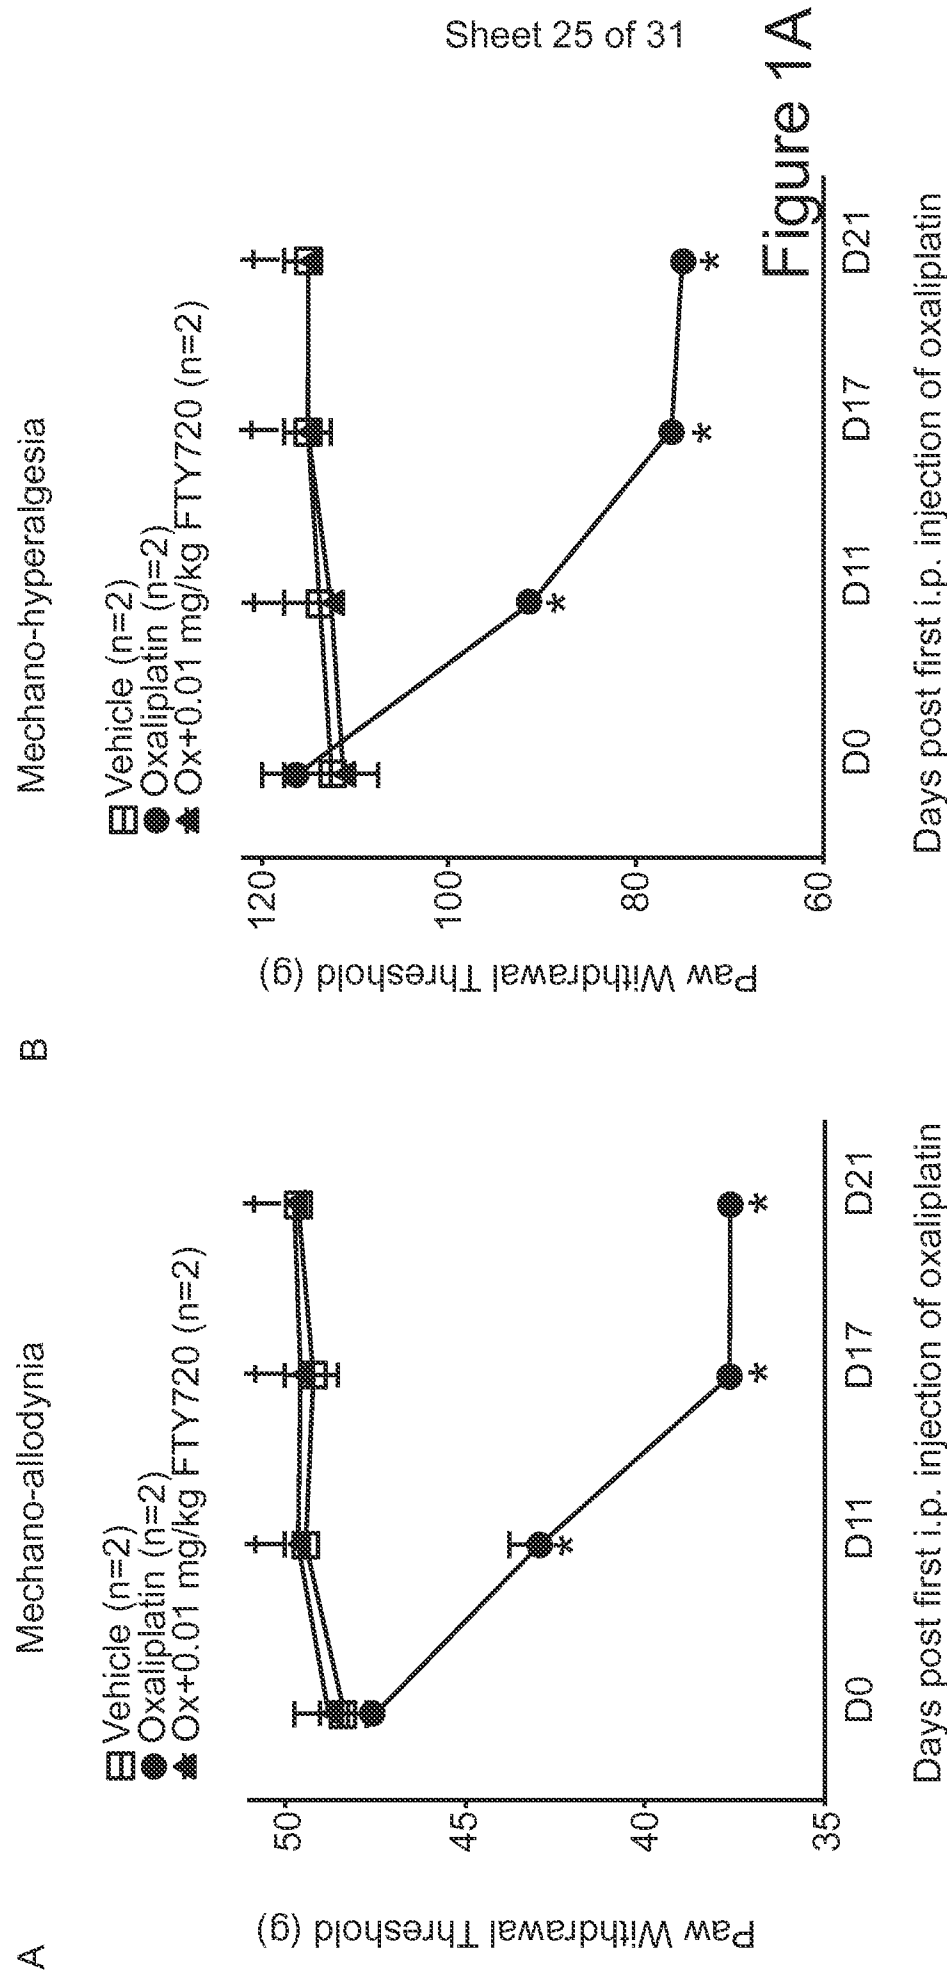 Sheet 25 of 31
A
Mechano-allodynia
Vehicle (n=2)
Oxaliplatin (n=2)
Ox+0.01 mg/kg FTY720 (n=2)
Paw Withdrawal Threshold (g)
50
45
40
35
†
†
†
*
*
*
D0
D11
D17
D21
Days post first i.p. injection of oxaliplatin
B
Mechano-hyperalgesia
Vehicle (n=2)
Oxaliplatin (n=2)
Ox+0.01 mg/kg FTY720 (n=2)
Paw Withdrawal Threshold (g)
120
100
80
60
†
†
†
*
*
*
D0
D11
D17
D21
Days post first i.p. injection of oxaliplatin
Figure 1A